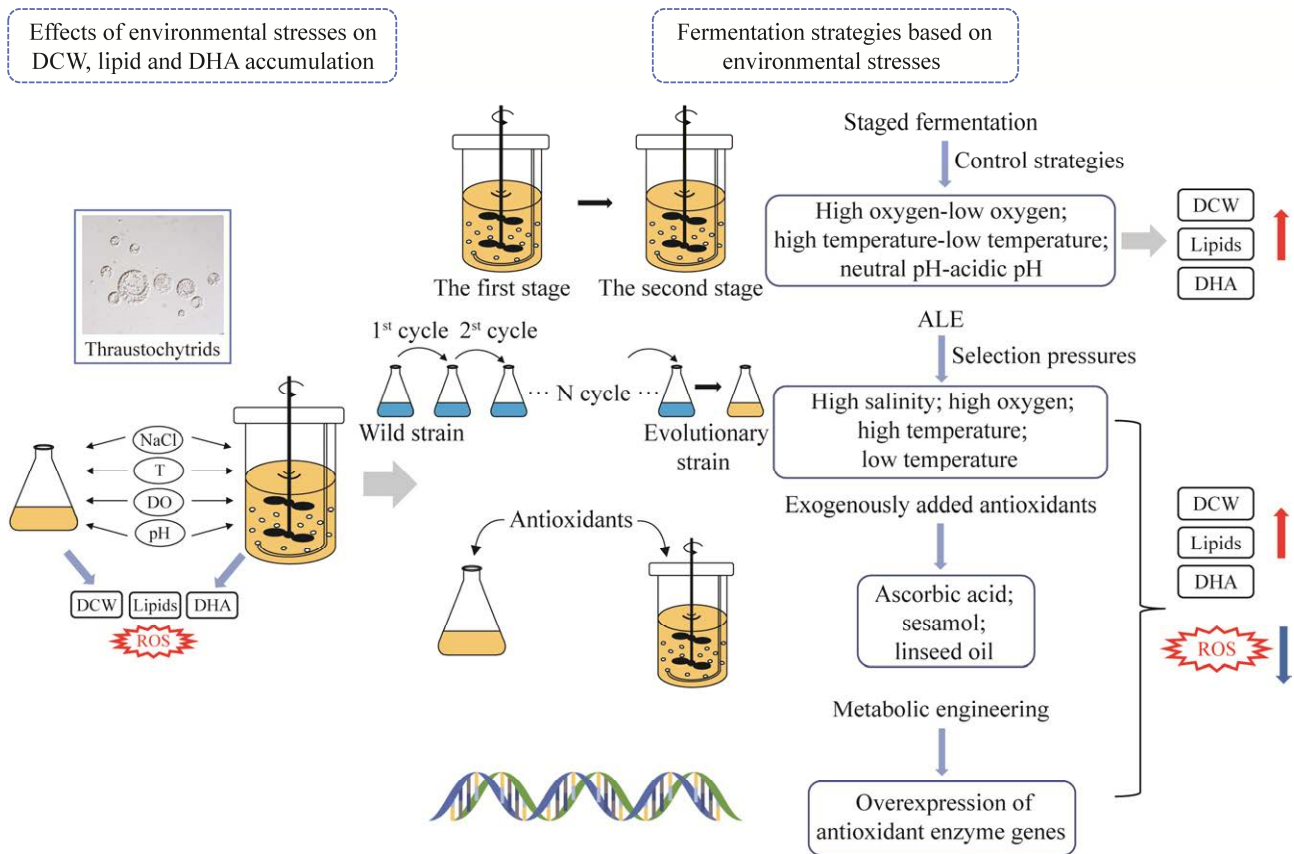 Effects of environmental stresses on
DCW, lipid and DHA accumulation
Fermentation strategies based on
environmental stresses
Thraustochytrids
NaCl
T
DO
pH
DCW
Lipids
DHA
ROS
The first stage
The second stage
Staged fermentation
Control strategies
High oxygen-low oxygen;
high temperature-low temperature;
neutral pH-acidic pH
DCW
Lipids
DHA
1st cycle
2st cycle
··· N cycle ···
Wild strain
Evolutionary
strain
ALE
Selection pressures
High salinity; high oxygen;
high temperature;
low temperature
Antioxidants
Exogenously added antioxidants
Ascorbic acid;
sesamol;
linseed oil
Metabolic engineering
Overexpression of
antioxidant enzyme genes
DCW
Lipids
DHA
ROS